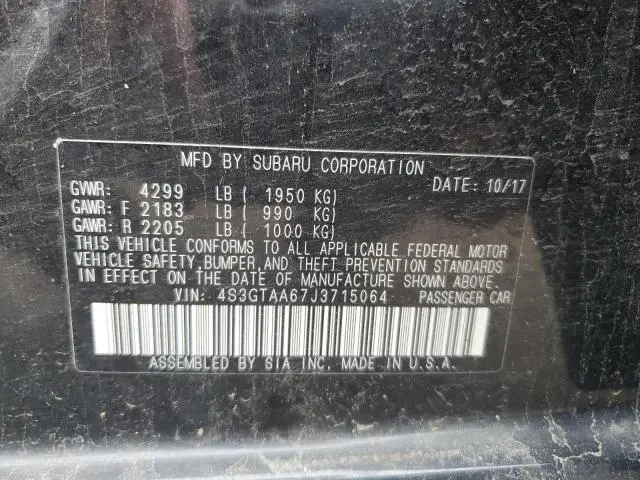 MFD BY SUBARU CORPORATION
DATE: 10/17
GVWR: 4299 LB ( 1950 KG)
GAWR: F 2183 LB ( 990 KG)
GAWR: R 2205 LB ( 1000 KG)
THIS VEHICLE CONFORMS TO ALL APPLICABLE FEDERAL MOTOR
VEHICLE SAFETY, BUMPER, AND THEFT PREVENTION STANDARDS
IN EFFECT ON THE DATE OF MANUFACTURE SHOWN ABOVE.
VIN: 4S3GTAA67J3715064 PASSENGER CAR
ASSEMBLED BY SIA INC, MADE IN U.S.A.